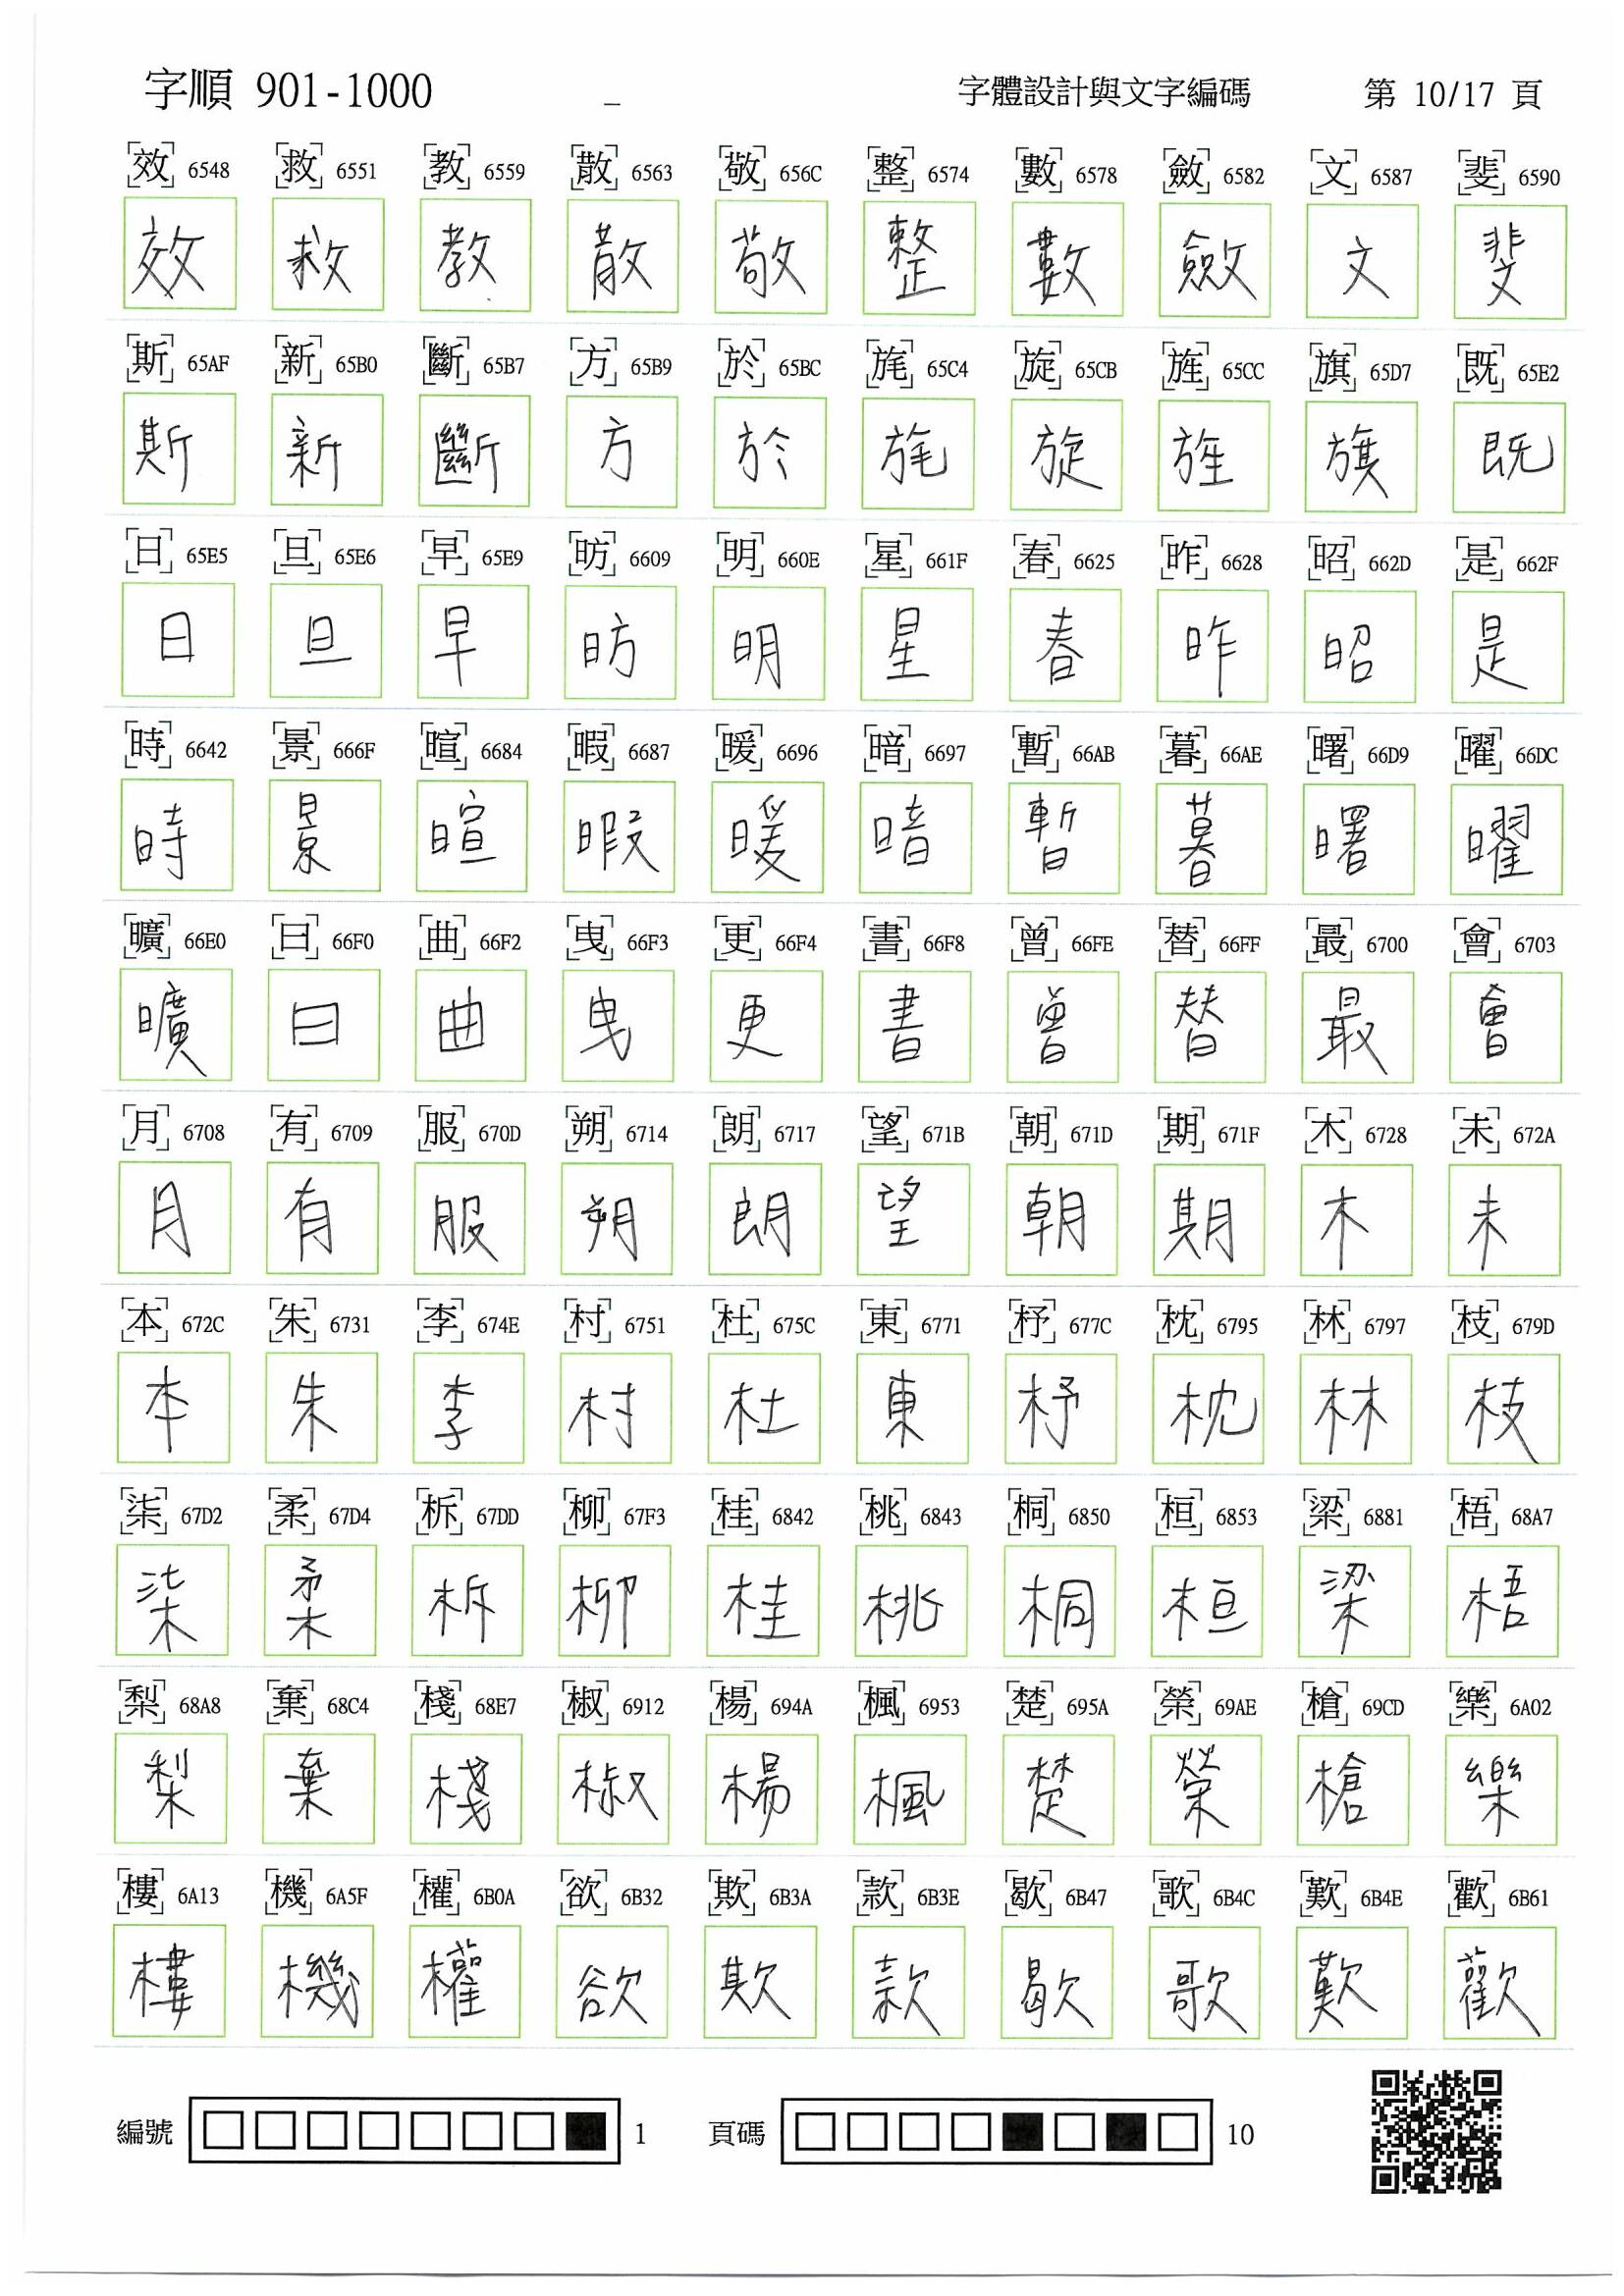 字順 901-1000 _ 字體設計與文字編碼 第 10/17 頁
效 6548 救 6551 教 6559 散 6563 敬 656C 整 6574 數 6578 斂 6582 文 6587 斐 6590
效 救 教 散 敬 整 數 斂 文 斐
斯 65AF 新 65B0 斷 65B7 方 65B9 於 65BC 旄 65C4 旋 65CB 旌 65CC 旗 65D7 既 65E2
斯 新 斷 方 於 旄 旋 旌 旗 既
日 65E5 旦 65E6 早 65E9 昉 6609 明 660E 星 661F 春 6625 昨 6628 昭 662D 是 662F
日 旦 早 昉 明 星 春 昨 昭 是
時 6642 景 666F 暄 6684 暇 6687 暖 6696 暗 6697 暫 66AB 暮 66AE 曙 66D9 曜 66DC
時 景 暄 暇 暖 暗 暫 暮 曙 曜
曠 66E0 曰 66F0 曲 66F2 曳 66F3 更 66F4 書 66F8 曾 66FE 替 66FF 最 6700 會 6703
曠 曰 曲 曳 更 書 曾 替 最 會
月 6708 有 6709 服 670D 朔 6714 朗 6717 望 671B 朝 671D 期 671F 木 6728 未 672A
月 有 服 朔 朗 望 朝 期 木 未
本 672C 朱 6731 李 674E 村 6751 杜 675C 東 6771 杼 677C 枕 6795 林 6797 枝 679D
本 朱 李 村 杜 東 杼 枕 林 枝
柒 67D2 柔 67D4 柝 67DD 柳 67F3 桂 6842 桃 6843 桐 6850 桓 6853 梁 6881 梧 68A7
柒 柔 柝 柳 桂 桃 桐 桓 梁 梧
梨 68A8 棄 68C4 棧 68E7 椒 6912 楊 694A 楓 6953 楚 695A 榮 69AE 槍 69CD 樂 6A02
梨 棄 棧 椒 楊 楓 楚 榮 槍 樂
樓 6A13 機 6A5F 權 6B0A 欲 6B32 欺 6B3A 款 6B3E 歇 6B47 歌 6B4C 歎 6B4E 歡 6B61
樓 機 權 欲 欺 款 歇 歌 歎 歡
編號 1 頁碼 10